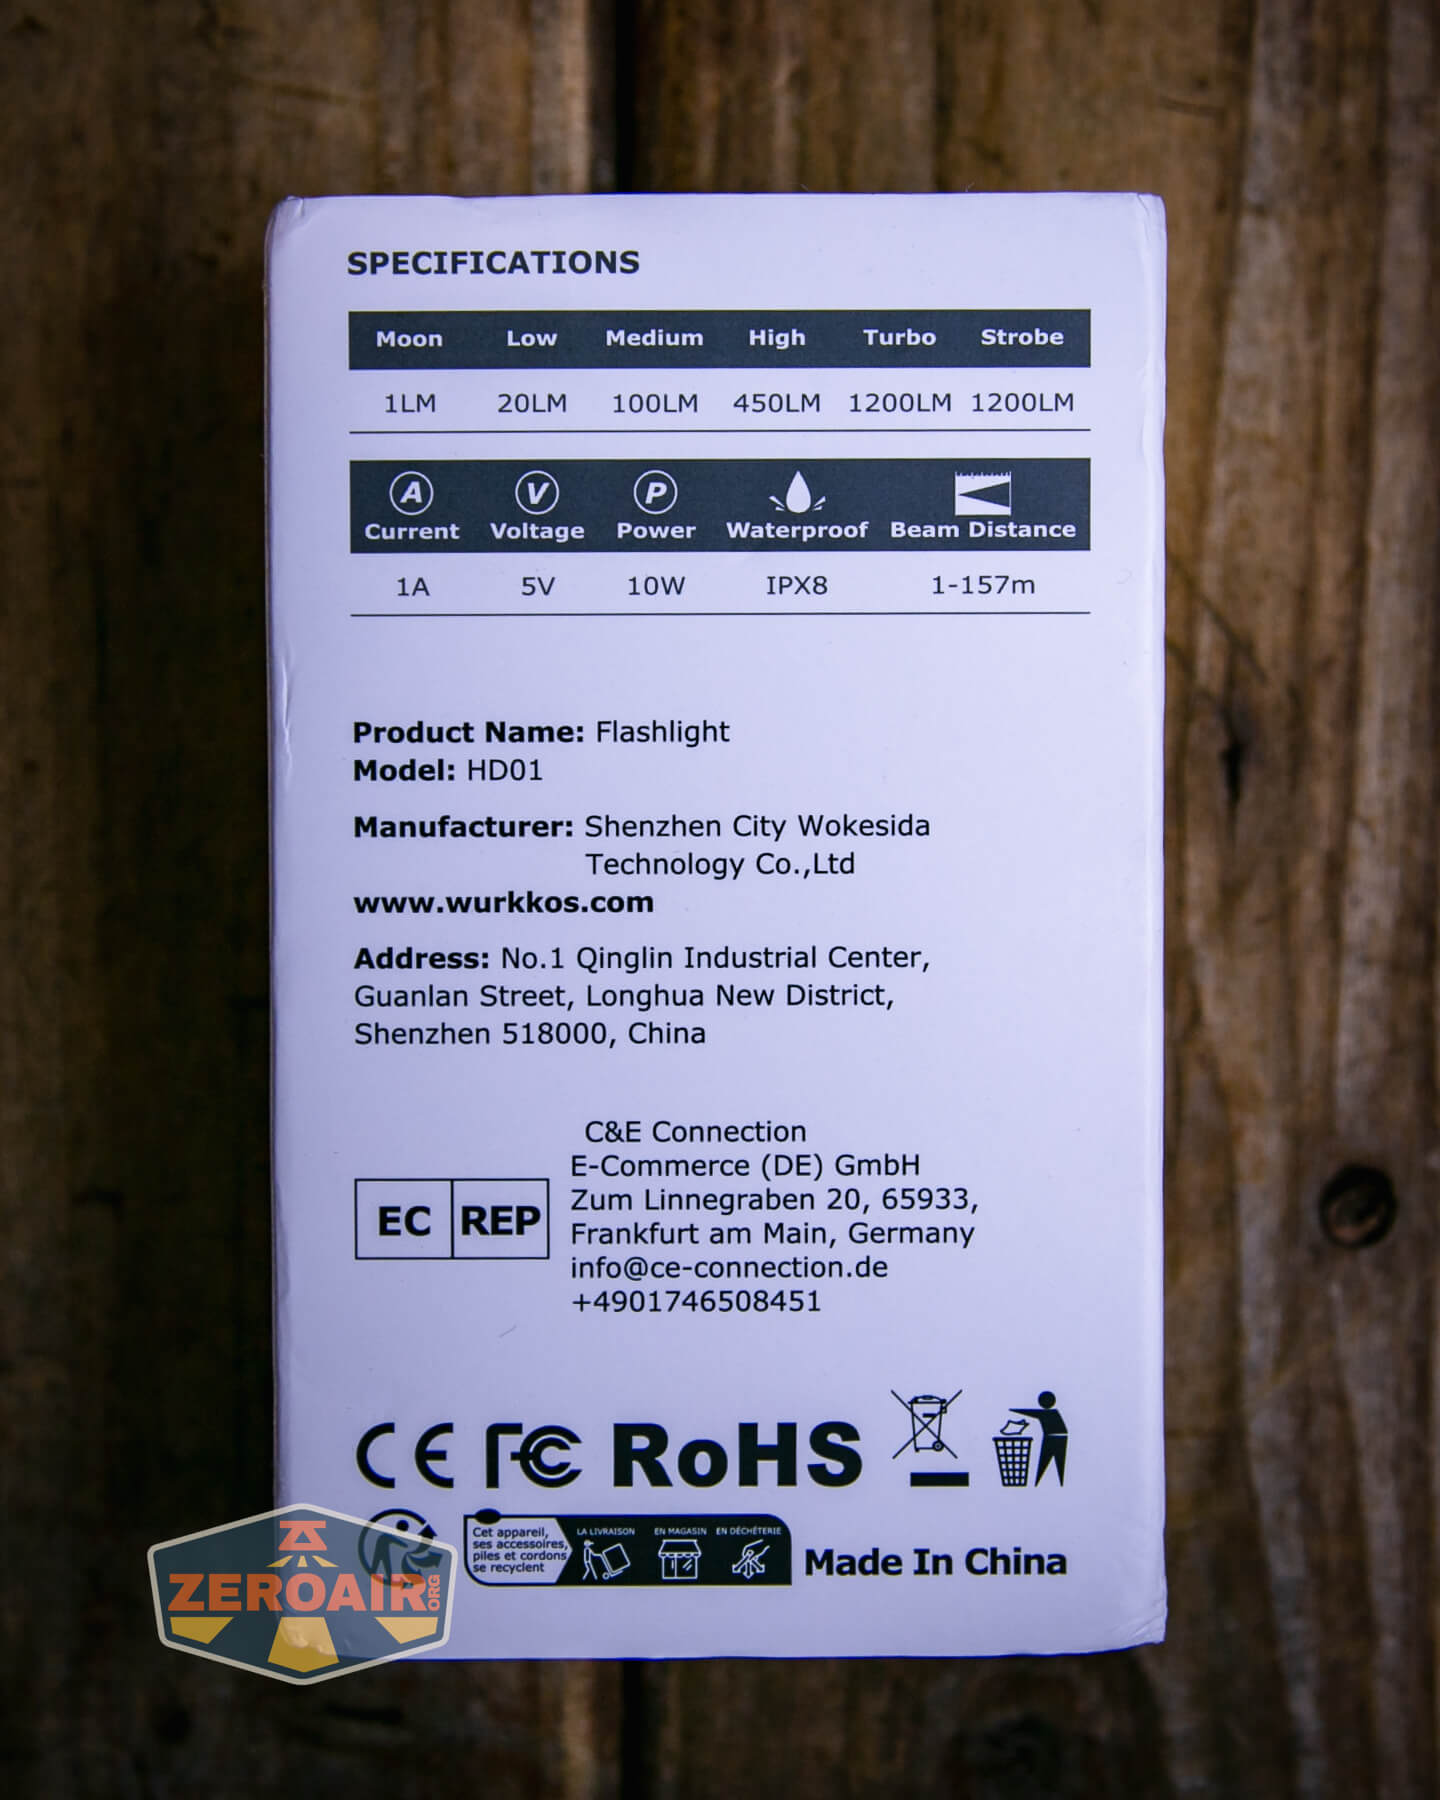 SPECIFICATIONS
Moon Low Medium High Turbo Strobe
1LM 20LM 100LM 450LM 1200LM 1200LM
A V P
Current Voltage Power Waterproof Beam Distance
1A 5V 10W IPX8 1-157m
Product Name: Flashlight
Model: HD01
Manufacturer: Shenzhen City Wokesida
Technology Co.,Ltd
www.wurkkos.com
Address: No.1 Qinglin Industrial Center,
Guanlan Street, Longhua New District,
Shenzhen 518000, China
C&E Connection
E-Commerce (DE) GmbH
EC REP
Zum Linnegraben 20, 65933,
Frankfurt am Main, Germany
info@ce-connection.de
+4901746508451
CE FC RoHS
Cet appareil,
ses accessoires,
piles et cordons
se recyclent
LA LIVRAISON EN MAGASIN EN DÉCHÈTERIE
Made In China
ZEROAIR.ORG